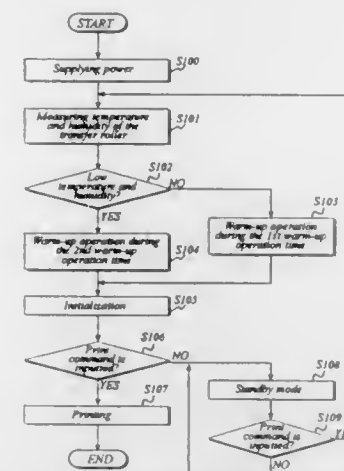 START
S100
Supplying power
S101
Measuring temperature
and humidity of the
transfer roller
S102
Low
temperature and
humidity?
NO
YES
S103
Warm-up operation
during the 1st warm-up
operation time
S104
Warm-up operation during
the 2nd warm-up
operation time
S105
Initialization
S106
Print
command is
inputted?
NO
YES
S107
Printing
END
S108
Standby mode
S109
Print
command is
inputted?
NO